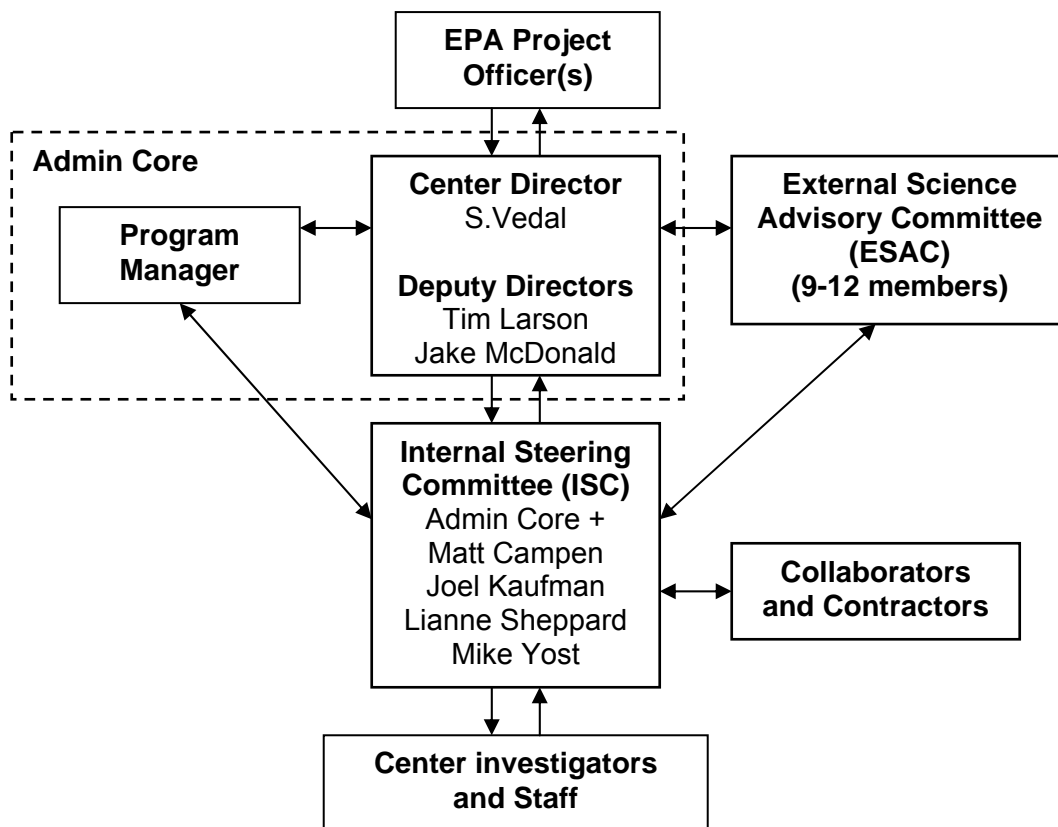 EPA Project
Officer(s)
Admin Core
Center Director
S.Vedal
Deputy Directors
Tim Larson
Jake McDonald
Program
Manager
External Science
Advisory Committee
(ESAC)
(9-12 members)
Internal Steering
Committee (ISC)
Admin Core +
Matt Campen
Joel Kaufman
Lianne Sheppard
Mike Yost
Collaborators
and Contractors
Center investigators
and Staff